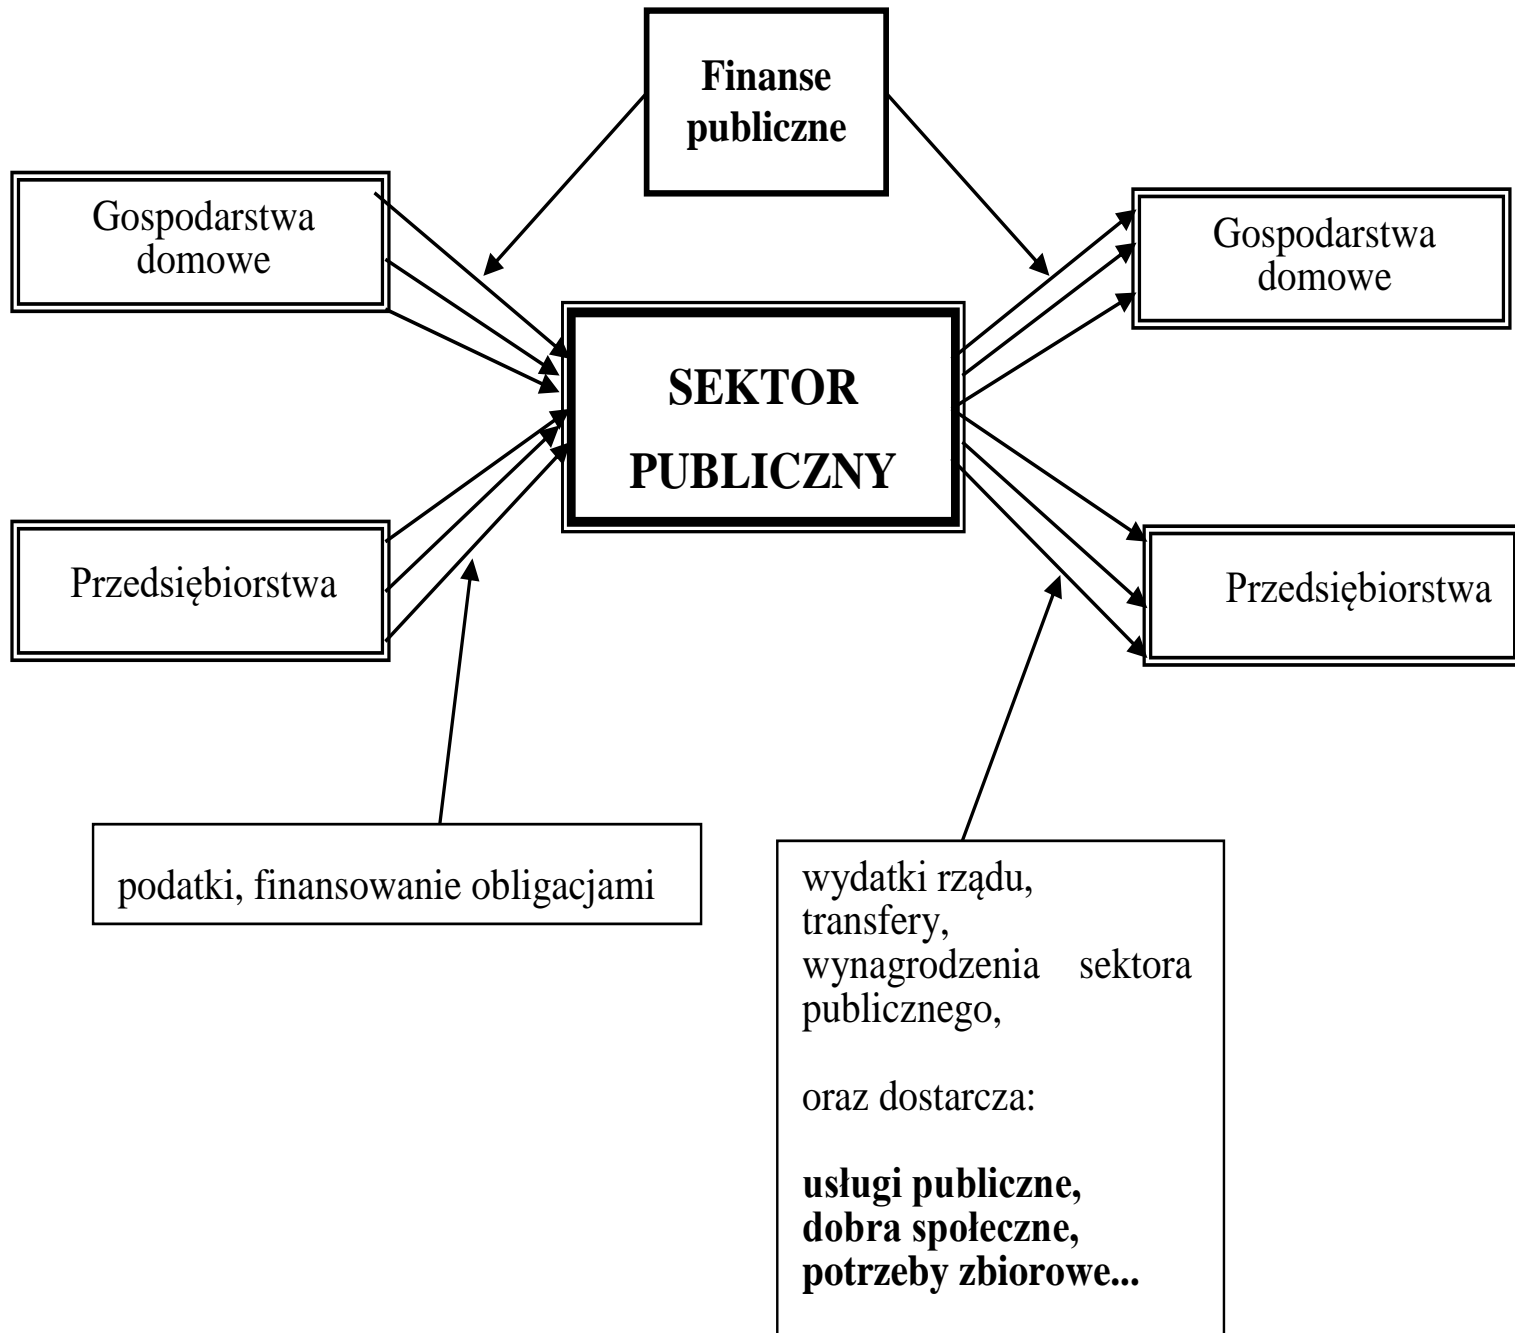 Finanse
publiczne
Gospodarstwa
domowe
Gospodarstwa
domowe
SEKTOR
PUBLICZNY
Przedsiębiorstwa
Przedsiębiorstwa
podatki, finansowanie obligacjami
wydatki rządu,
transfery,
wynagrodzenia sektora
publicznego,
oraz dostarcza:
usługi publiczne,
dobra społeczne,
potrzeby zbiorowe...